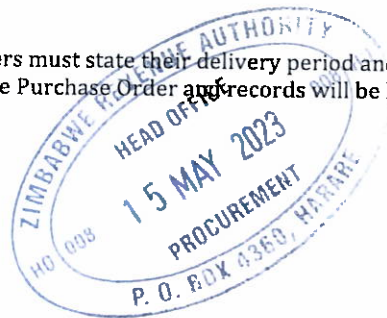 ers must state their delivery period and
e Purchase Order and records will be
ZIMBABWE REVENUE AUTHORITY
HEAD OFFICE
15 MAY 2023
PROCUREMENT
HO 008
P. O. BOX 4360, HARARE